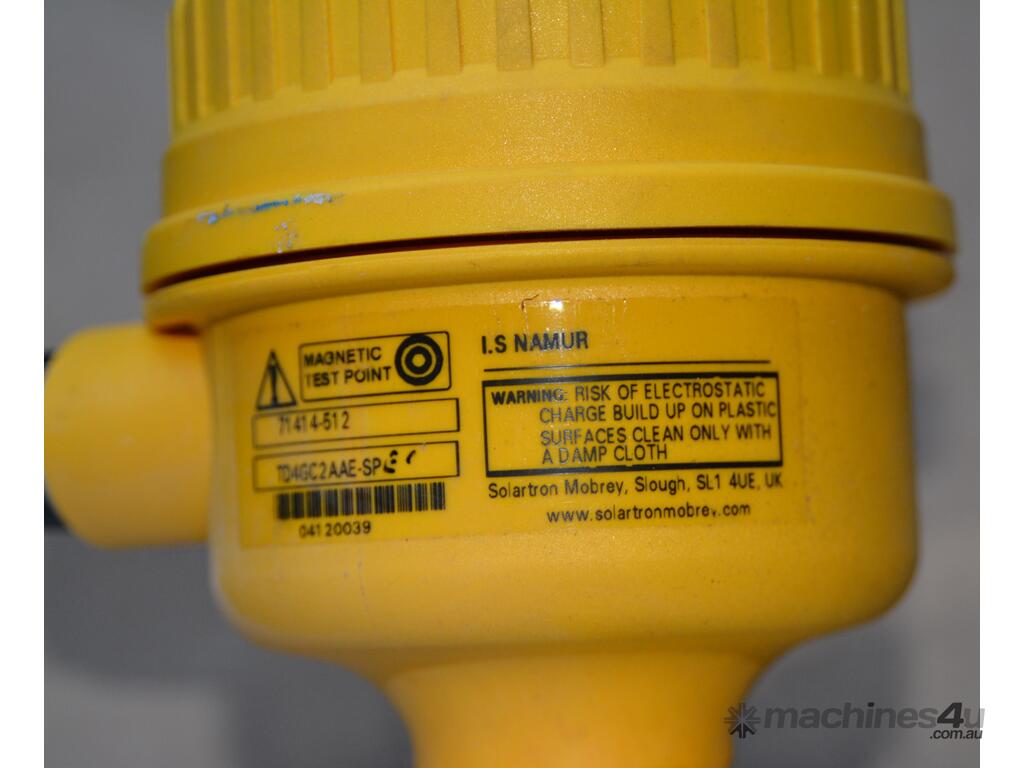 MAGNETIC
TEST POINT
71414-512
TD4GC2AAE-SPEC
04120039
I.S NAMUR
WARNING: RISK OF ELECTROSTATIC
CHARGE BUILD UP ON PLASTIC
SURFACES CLEAN ONLY WITH
A DAMP CLOTH
Solartron Mobrey, Slough, SL1 4UE, UK
www.solartronmobrey.com
machines4u
.com.au